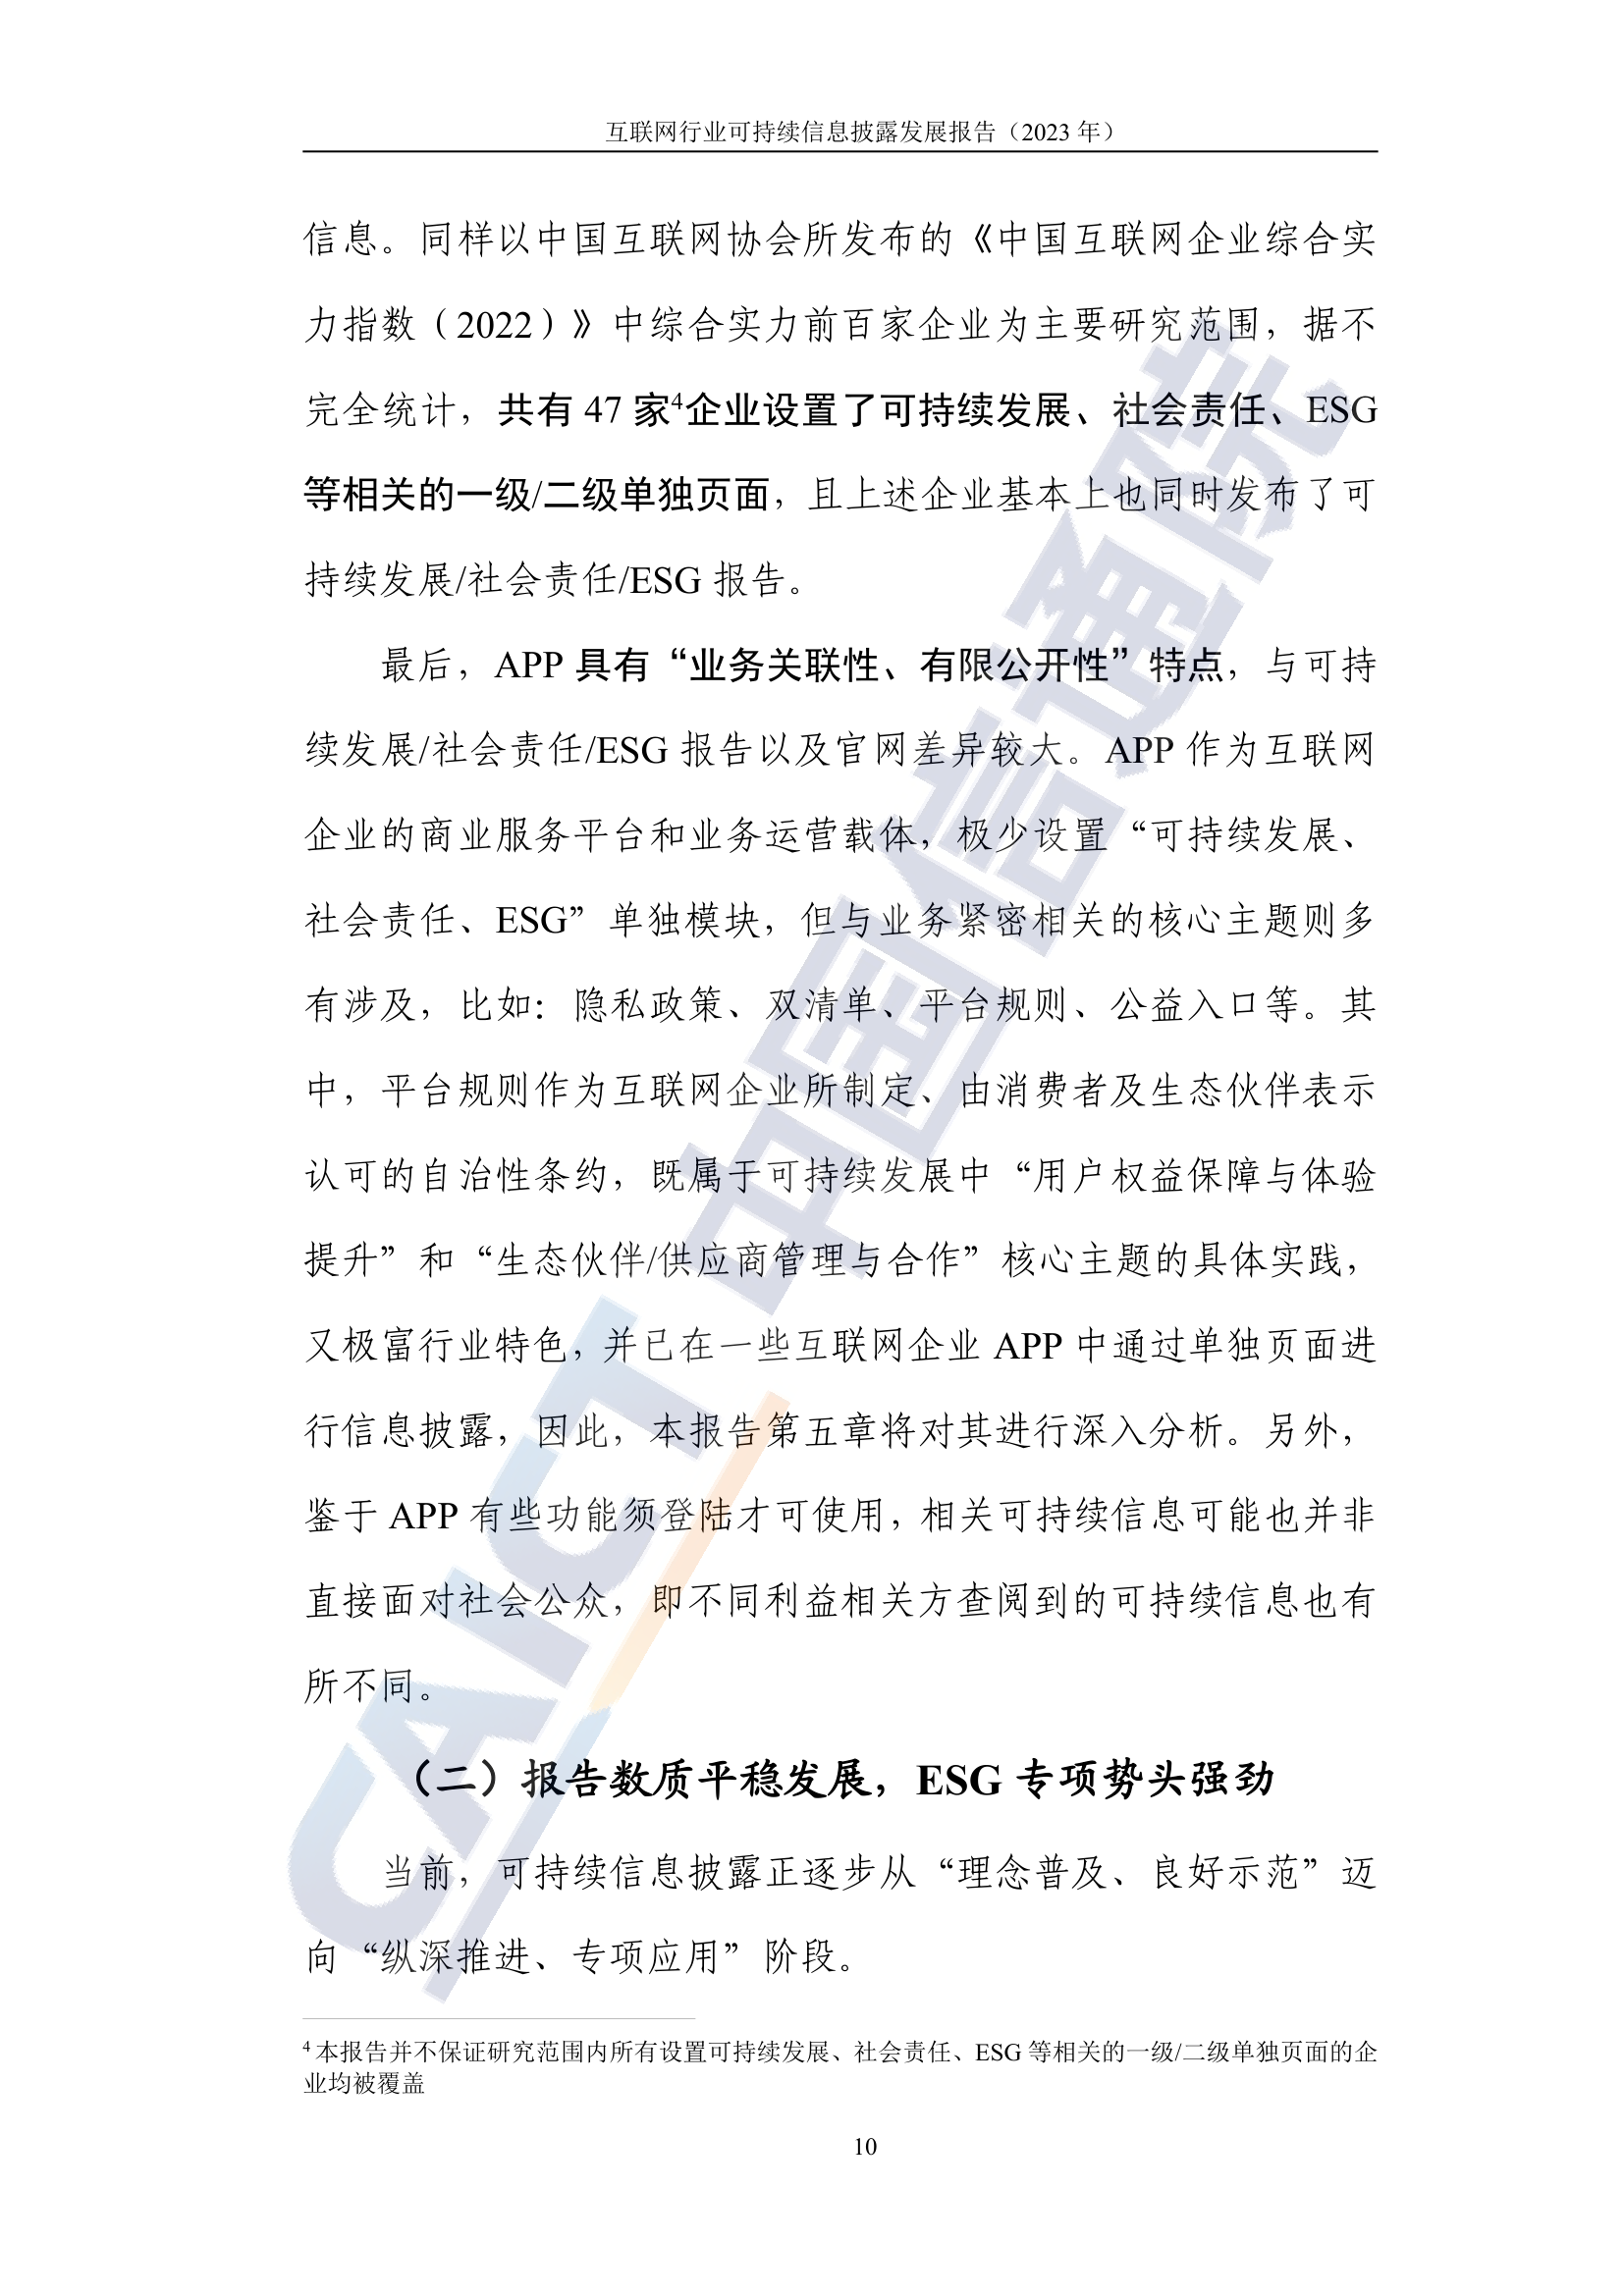 互联网行业可持续信息披露发展报告（2023 年）
信息。同样以中国互联网协会所发布的《中国互联网企业综合实
力指数（2022）》中综合实力前百家企业为主要研究范围，据不
完全统计，共有 47 家4企业设置了可持续发展、社会责任、ESG
等相关的一级/二级单独页面，且上述企业基本上也同时发布了可
持续发展/社会责任/ESG 报告。
最后，APP 具有“业务关联性、有限公开性”特点，与可持
续发展/社会责任/ESG 报告以及官网差异较大。APP 作为互联网
企业的商业服务平台和业务运营载体，极少设置“可持续发展、
社会责任、ESG”单独模块，但与业务紧密相关的核心主题则多
有涉及，比如：隐私政策、双清单、平台规则、公益入口等。其
中，平台规则作为互联网企业所制定、由消费者及生态伙伴表示
认可的自治性条约，既属于可持续发展中“用户权益保障与体验
提升”和“生态伙伴/供应商管理与合作”核心主题的具体实践，
又极富行业特色，并已在一些互联网企业 APP 中通过单独页面进
行信息披露，因此，本报告第五章将对其进行深入分析。另外，
鉴于 APP 有些功能须登陆才可使用，相关可持续信息可能也并非
直接面对社会公众，即不同利益相关方查阅到的可持续信息也有
所不同。
（二）报告数质平稳发展，ESG 专项势头强劲
当前，可持续信息披露正逐步从“理念普及、良好示范”迈
向“纵深推进、专项应用”阶段。
4 本报告并不保证研究范围内所有设置可持续发展、社会责任、ESG 等相关的一级/二级单独页面的企
业均被覆盖
10
CAICT 中国信通院